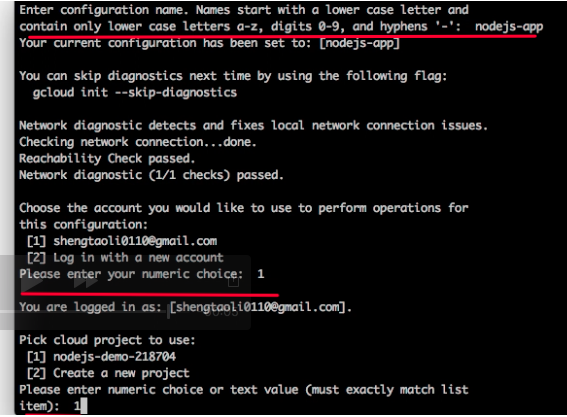 Enter configuration name. Names start with a lower case letter and
contain only lower case letters a-z, digits 0-9, and hyphens '-':  nodejs-app
Your current configuration has been set to: [nodejs-app]

You can skip diagnostics next time by using the following flag:
  gcloud init --skip-diagnostics

Network diagnostic detects and fixes local network connection issues.
Checking network connection...done.
Reachability Check passed.
Network diagnostic (1/1 checks) passed.

Choose the account you would like to use to perform operations for
this configuration:
 [1] shengtaoli0110@gmail.com
 [2] Log in with a new account
Please enter your numeric choice:  1

You are logged in as: [shengtaoli0110@gmail.com].

Pick cloud project to use:
 [1] nodejs-demo-218704
 [2] Create a new project
Please enter numeric choice or text value (must exactly match list
item):  1